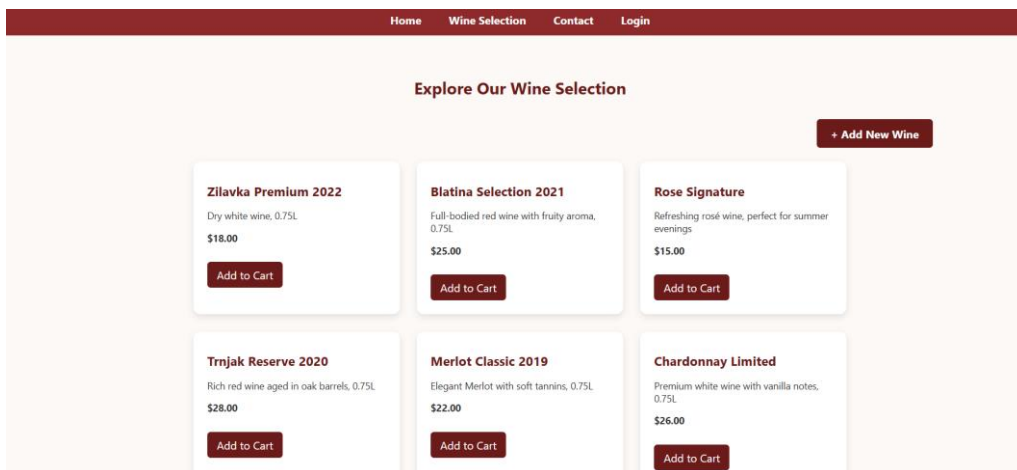 Home Wine Selection Contact Login
Explore Our Wine Selection
+ Add New Wine
Zilavka Premium 2022
Dry white wine, 0.75L
$18.00
Add to Cart
Blatina Selection 2021
Full-bodied red wine with fruity aroma,
0.75L
$25.00
Add to Cart
Rose Signature
Refreshing rosé wine, perfect for summer
evenings
$15.00
Add to Cart
Trnjak Reserve 2020
Rich red wine aged in oak barrels, 0.75L
$28.00
Add to Cart
Merlot Classic 2019
Elegant Merlot with soft tannins, 0.75L
$22.00
Add to Cart
Chardonnay Limited
Premium white wine with vanilla notes,
0.75L
$26.00
Add to Cart